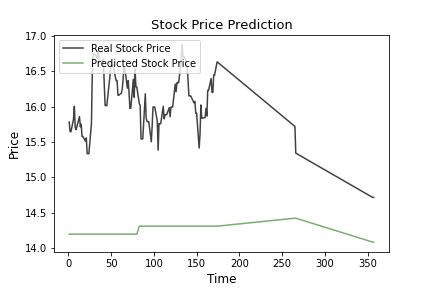 Stock Price Prediction
Real Stock Price
Predicted Stock Price
Price
17.0
16.5
16.0
15.5
15.0
14.5
14.0
0 50 100 150 200 250 300 350
Time